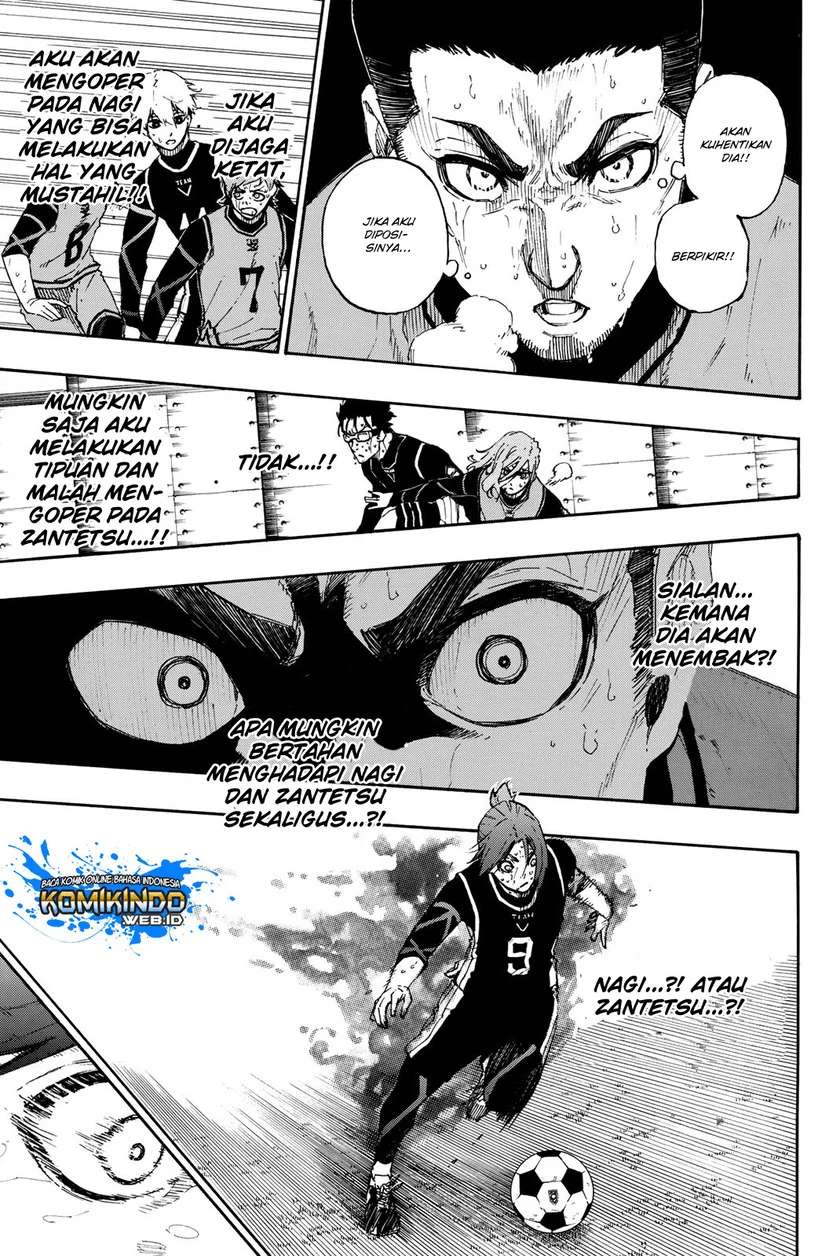 AKAN
KUHENTIKAN
DIA!!
BERPIKIR!!
JIKA AKU
DIPOSI-
SINYA...
JIKA
AKU
DIJAGA
KETAT,
AKU AKAN
MENGOPER
PADA NAGI
YANG BISA
MELAKUKAN
HAL YANG
MUSTAHIL!!
TEAM
V
8
7
TIDAK...!!
MUNGKIN
SAJA AKU
MELAKUKAN
TIPUAN DAN
MALAH MEN-
GOPER PADA
ZANTETSU...!!
SIALAN...
KEMANA
DIA AKAN
MENEMBAK?!
APA MUNGKIN
BERTAHAN
MENGHADAPI NAGI
DAN ZANTETSU
SEKALIGUS...?!
BACA KOMIK ONLINE BAHASA INDONESIA
KOMIKINDO
WEB.ID
TEAM
V
9
NAGI...?! ATAU
ZANTETSU...?!